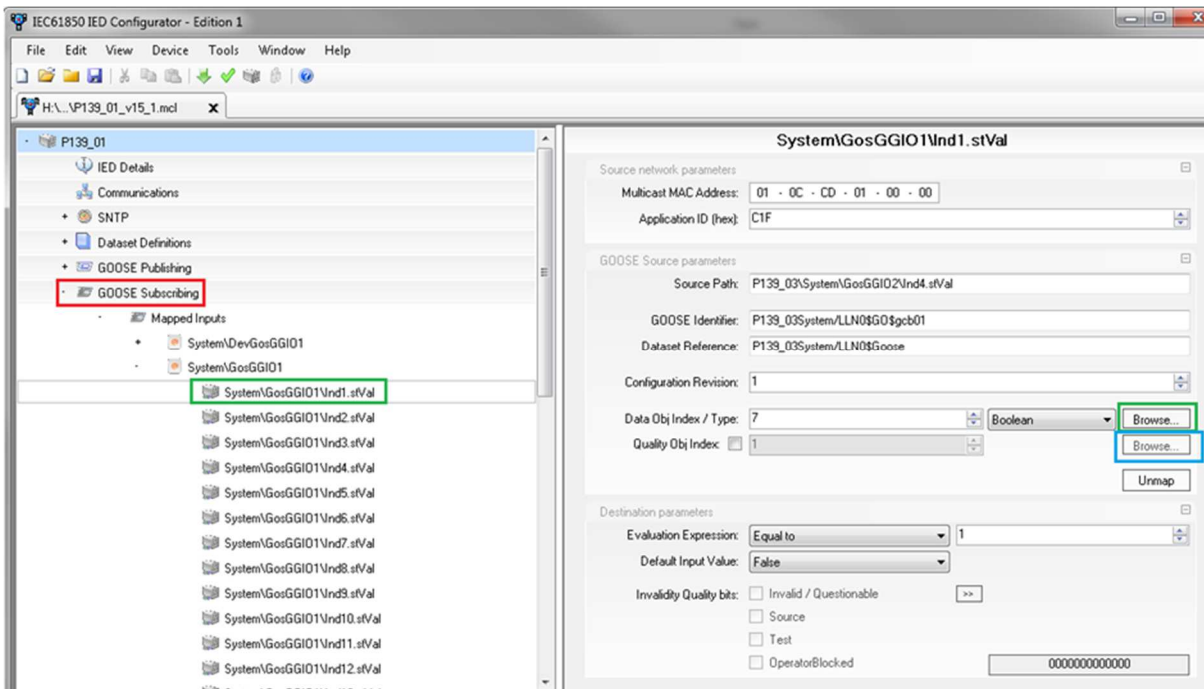 IEC61850 IED Configurator - Edition 1
File Edit View Device Tools Window Help
H:\...\P139_01_v15_1.mcl x
P139_01
IED Details
Communications
SNTP
Dataset Definitions
GOOSE Publishing
GOOSE Subscribing
Mapped Inputs
System\DevGosGGIO1
System\GosGGIO1
System\GosGGIO1\Ind1.stVal
System\GosGGIO1\Ind2.stVal
System\GosGGIO1\Ind3.stVal
System\GosGGIO1\Ind4.stVal
System\GosGGIO1\Ind5.stVal
System\GosGGIO1\Ind6.stVal
System\GosGGIO1\Ind7.stVal
System\GosGGIO1\Ind8.stVal
System\GosGGIO1\Ind9.stVal
System\GosGGIO1\Ind10.stVal
System\GosGGIO1\Ind11.stVal
System\GosGGIO1\Ind12.stVal
System\GosGGIO1\Ind1.stVal
Source network parameters
Multicast MAC Address: 01 - 0C - CD - 01 - 00 - 00
Application ID (hex): C1F
GOOSE Source parameters
Source Path: P139_03\System\GosGGIO2\Ind4.stVal
GOOSE Identifier: P139_03System/LLN0$GO$gcb01
Dataset Reference: P139_03System/LLN0$Goose
Configuration Revision: 1
Data Obj Index / Type: 7 Boolean Browse...
Quality Obj Index: 1 Browse...
Unmap
Destination parameters
Evaluation Expression: Equal to 1
Default Input Value: False
Invalidity Quality bits: Invalid / Questionable >>
Source
Test
OperatorBlocked 0000000000000